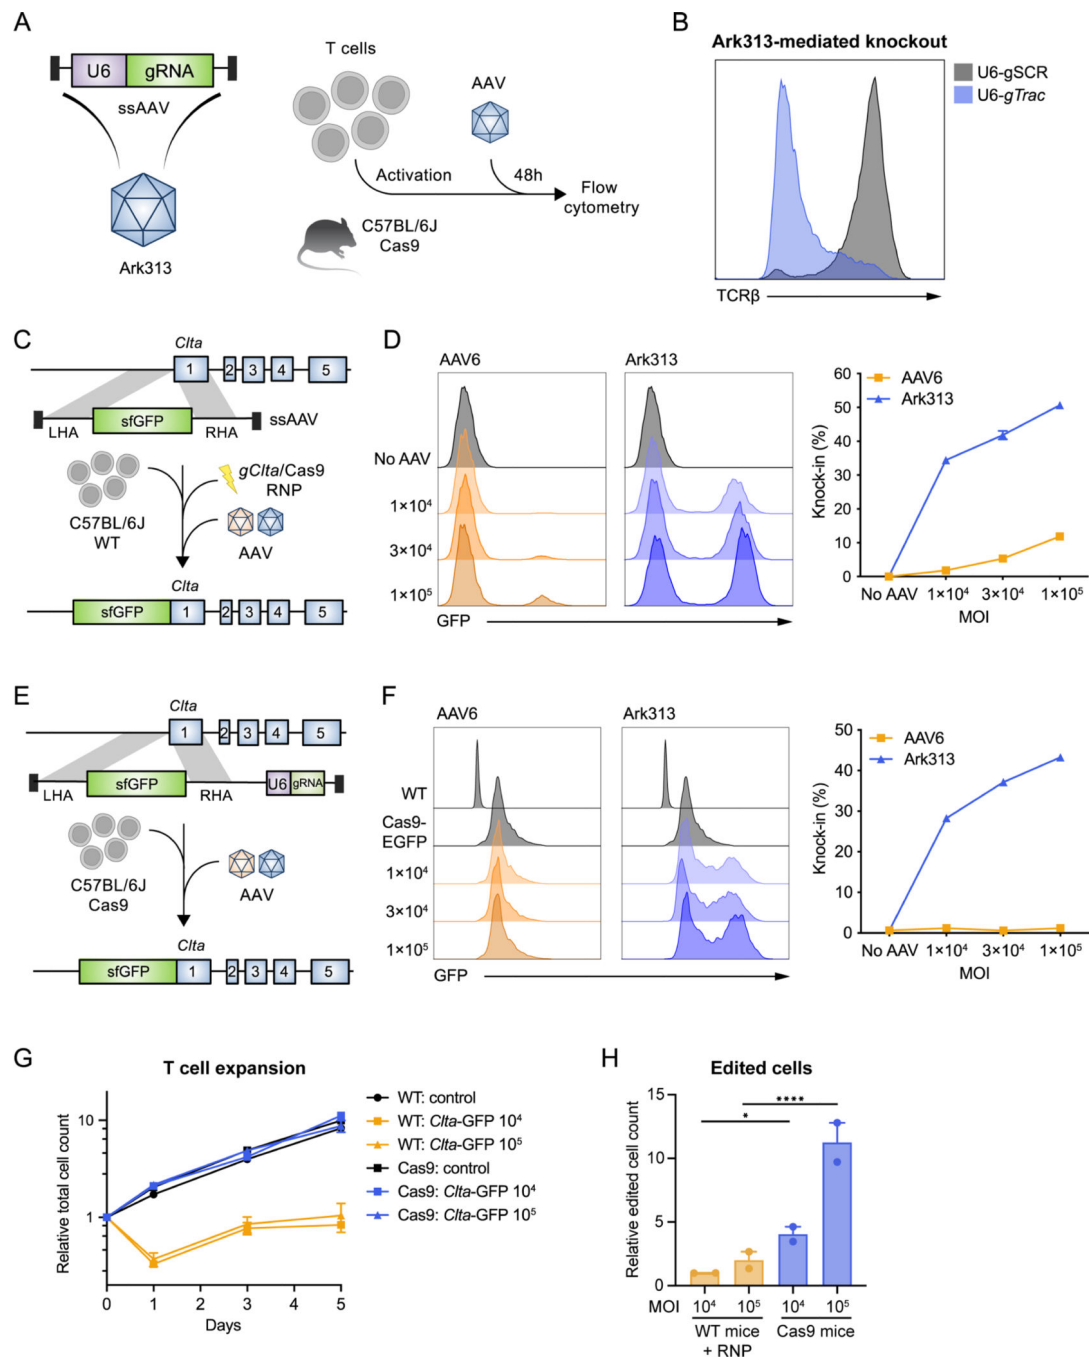 A
U6 gRNA
ssAAV
Ark313
T cells
AAV
Activation
48h
Flow
cytometry
C57BL/6J
Cas9
B
Ark313-mediated knockout
U6-gSCR
U6-gTrac
TCRβ
C
Clta
1 2 3 4 5
sfGFP
ssAAV
LHA RHA
gClta/Cas9
RNP
C57BL/6J
WT
AAV
Clta
sfGFP 1 2 3 4 5
D
AAV6 Ark313
No AAV
1×10⁴
3×10⁴
1×10⁵
GFP
AAV6
Ark313
Knock-in (%)
60
50
40
30
20
10
0
No AAV 1×10⁴ 3×10⁴ 1×10⁵
MOI
E
Clta
1 2 3 4 5
sfGFP U6 gRNA
LHA RHA
C57BL/6J
Cas9
AAV
Clta
sfGFP 1 2 3 4 5
F
AAV6 Ark313
WT
Cas9-
EGFP
1×10⁴
3×10⁴
1×10⁵
GFP
AAV6
Ark313
Knock-in (%)
50
40
30
20
10
0
No AAV 1×10⁴ 3×10⁴ 1×10⁵
MOI
G
T cell expansion
Relative total cell count
10
1
0 1 3 5
Days
WT: control
WT: Clta-GFP 10⁴
WT: Clta-GFP 10⁵
Cas9: control
Cas9: Clta-GFP 10⁴
Cas9: Clta-GFP 10⁵
H
Edited cells
Relative edited cell count
15
10
5
0
* ****
MOI 10⁴ 10⁵ 10⁴ 10⁵
WT mice Cas9 mice
+ RNP